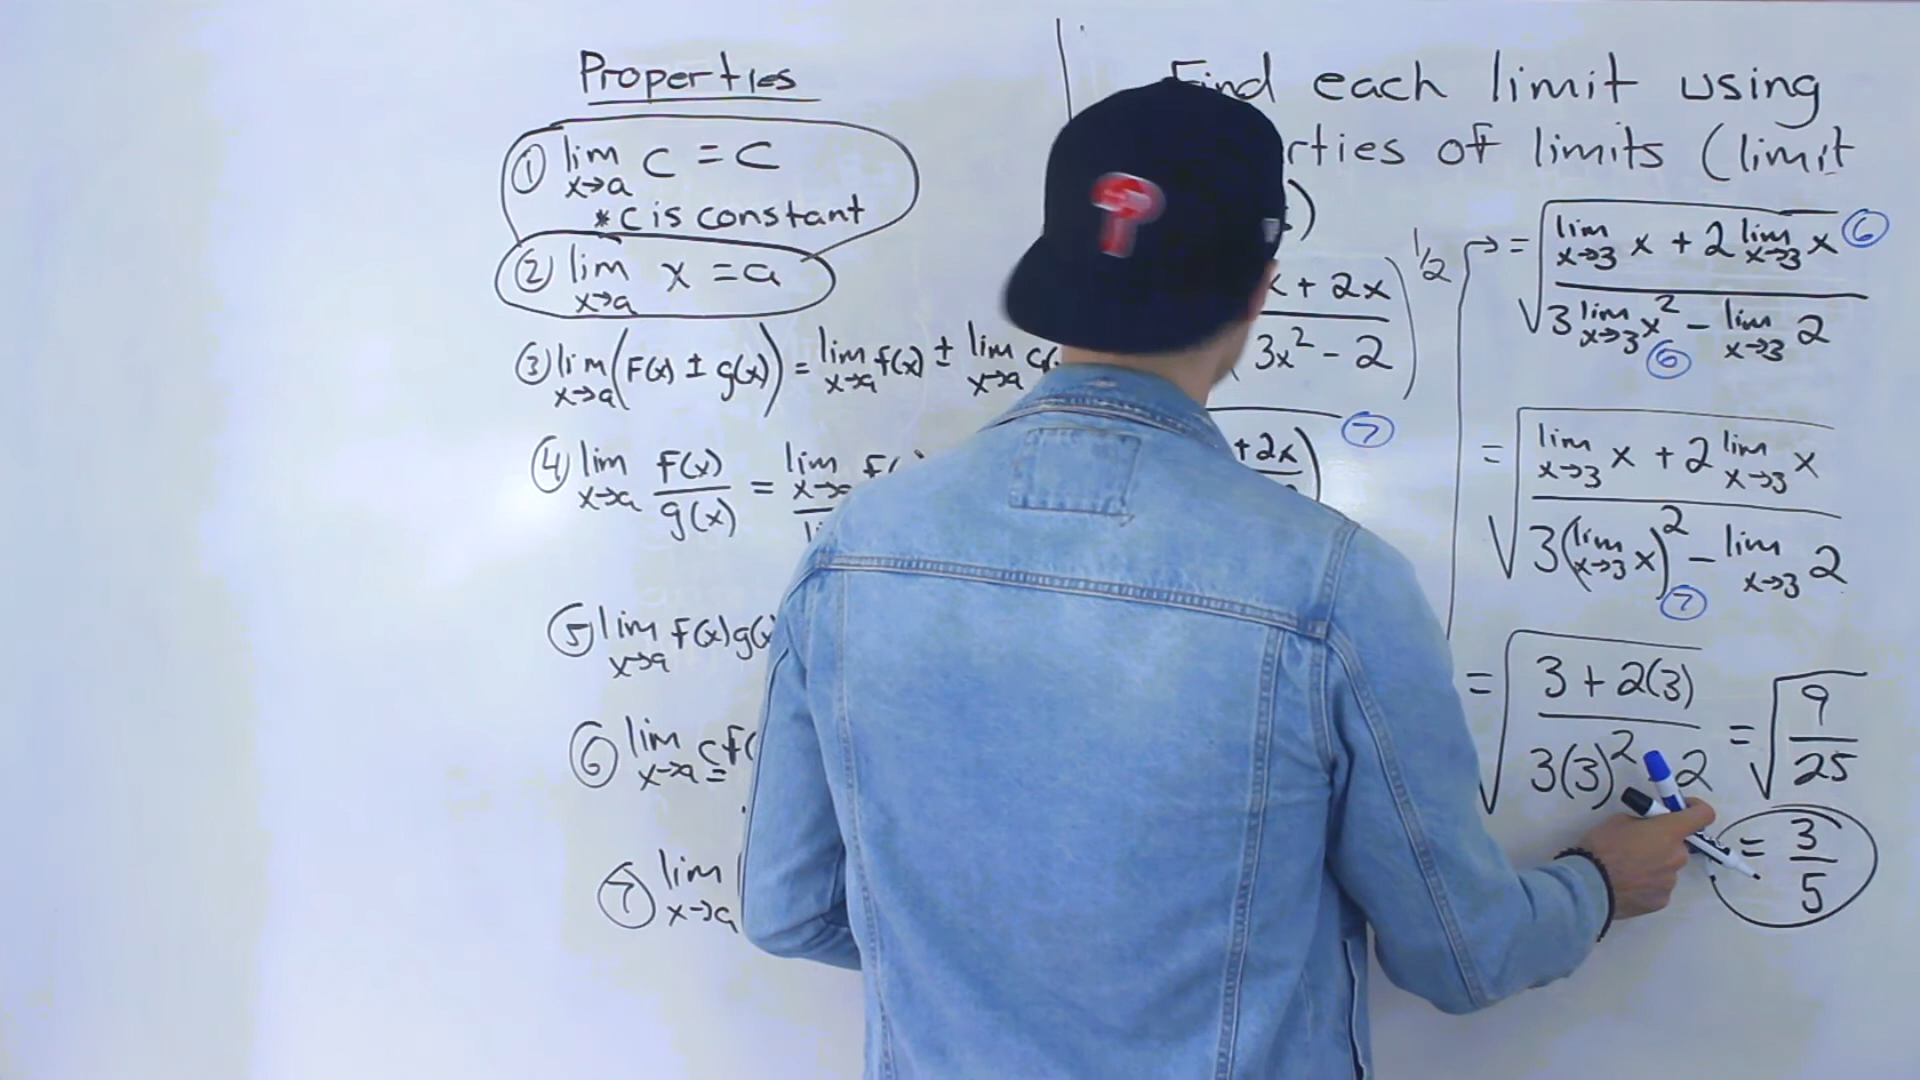 Properties
① lim x→a c = c
*c is constant
② lim x→a x = a
③ lim x→a (f(x) ± g(x)) = lim x→a f(x) ± lim x→a
④ lim x→a f(x)/g(x) = lim x→a
⑤ lim x→a f(x)g(x)
⑥ lim x→a cf(
⑦ lim x→a
Find each limit using
rties of limits (limit
)
x + 2x
3x² - 2
) 1/2
+2x ) ⑦
→ = √ lim x→3 x + 2 lim x→3 x ⑥
3 lim x→3 x² - lim x→3 2
⑥
= √ lim x→3 x + 2 lim x→3 x
3(lim x→3 x)² - lim x→3 2
⑦
= √ 3 + 2(3) = √ 9
3(3)² 2 25
= 3
5